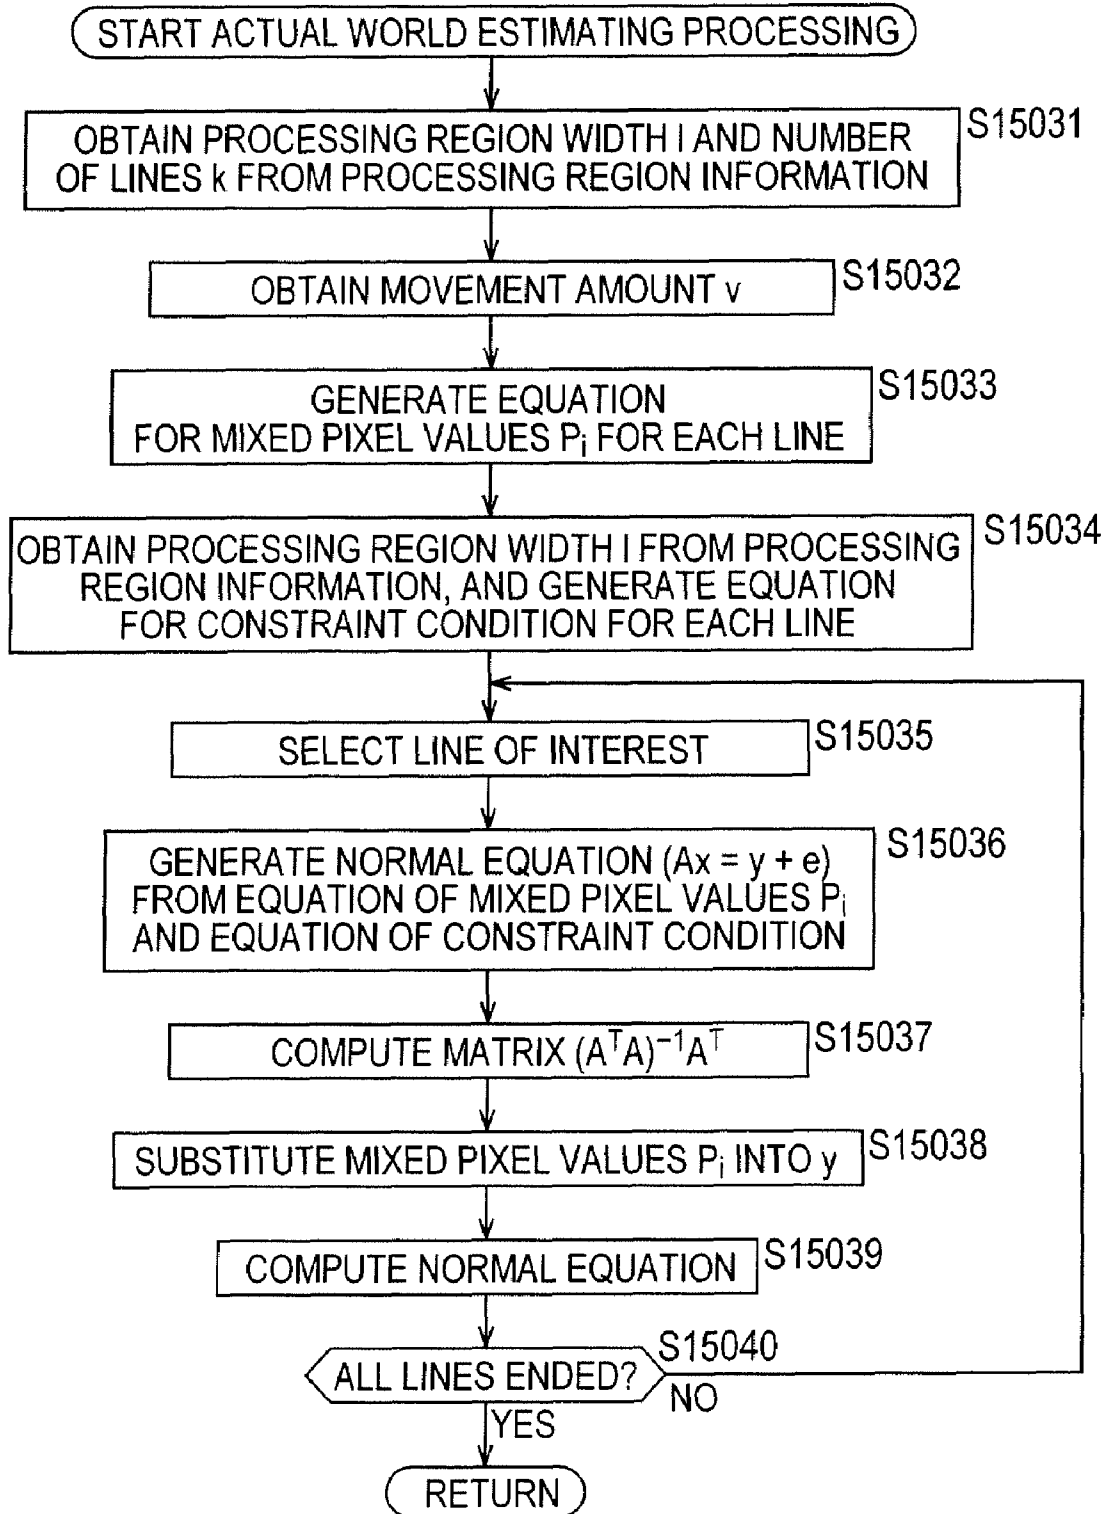 START ACTUAL WORLD ESTIMATING PROCESSING
S15031
OBTAIN PROCESSING REGION WIDTH l AND NUMBER
OF LINES k FROM PROCESSING REGION INFORMATION
S15032
OBTAIN MOVEMENT AMOUNT v
S15033
GENERATE EQUATION
FOR MIXED PIXEL VALUES Pi FOR EACH LINE
S15034
OBTAIN PROCESSING REGION WIDTH l FROM PROCESSING
REGION INFORMATION, AND GENERATE EQUATION
FOR CONSTRAINT CONDITION FOR EACH LINE
S15035
SELECT LINE OF INTEREST
S15036
GENERATE NORMAL EQUATION (Ax = y + e)
FROM EQUATION OF MIXED PIXEL VALUES Pi
AND EQUATION OF CONSTRAINT CONDITION
S15037
COMPUTE MATRIX (AᵀA)⁻¹Aᵀ
S15038
SUBSTITUTE MIXED PIXEL VALUES Pi INTO y
S15039
COMPUTE NORMAL EQUATION
S15040
ALL LINES ENDED?
NO
YES
RETURN